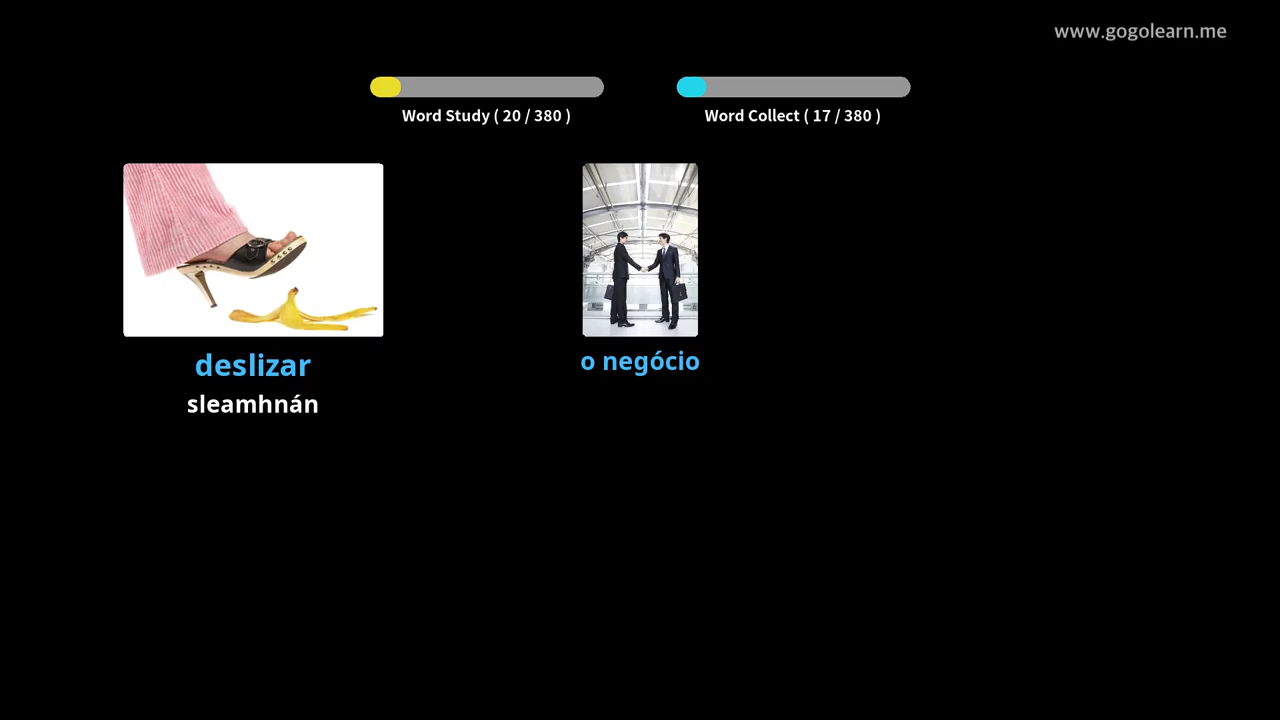 www.gogolearn.me
Word Study ( 20 / 380 )
Word Collect ( 17 / 380 )
deslizar
sleamhnán
o negócio